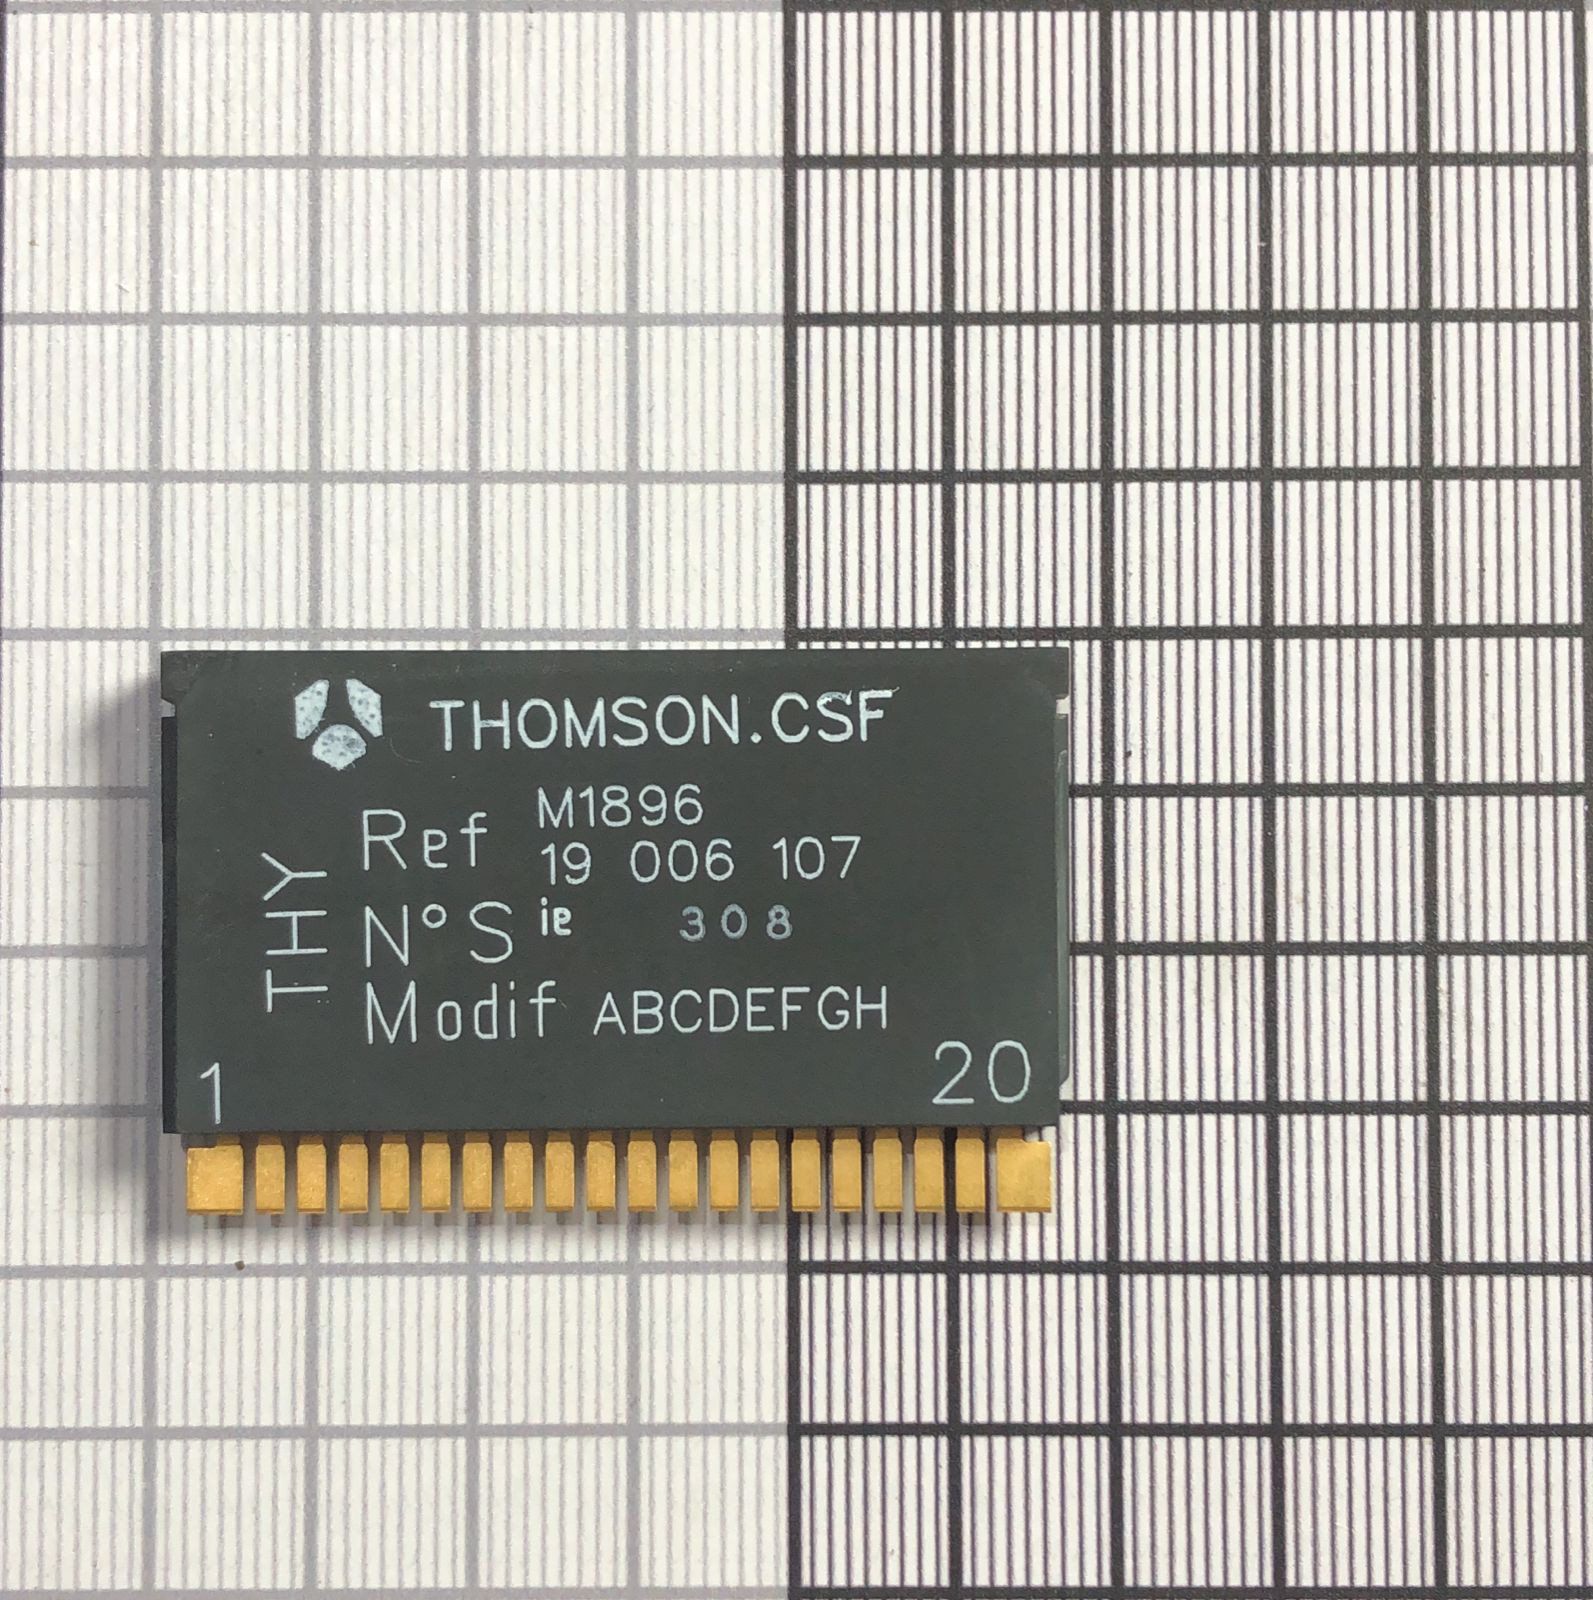 THOMSON.CSF
THY
Ref M1896
19 006 107
N° S ie 308
Modif ABCDEFGH
1 20